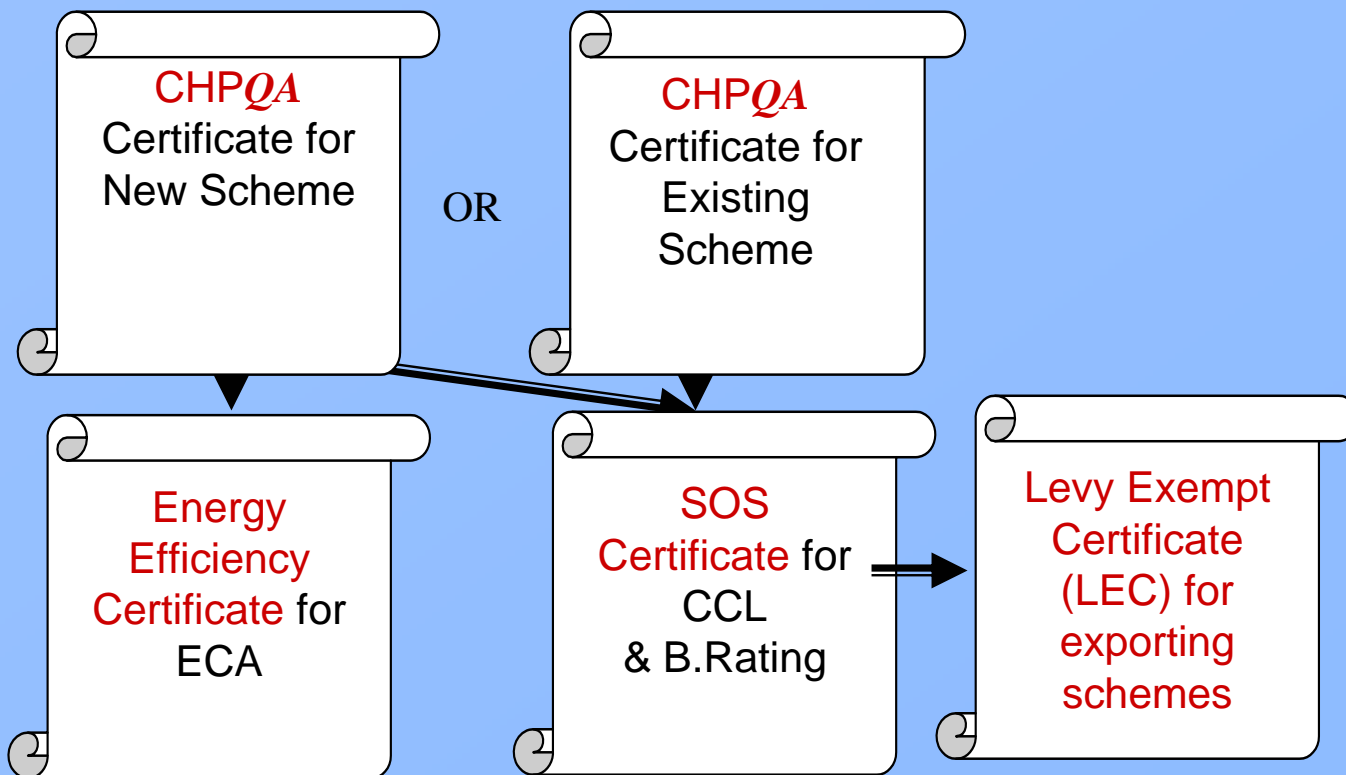 CHPQA
Certificate for
New Scheme
OR
CHPQA
Certificate for
Existing
Scheme
Energy
Efficiency
Certificate for
ECA
SOS
Certificate for
CCL
& B.Rating
Levy Exempt
Certificate
(LEC) for
exporting
schemes